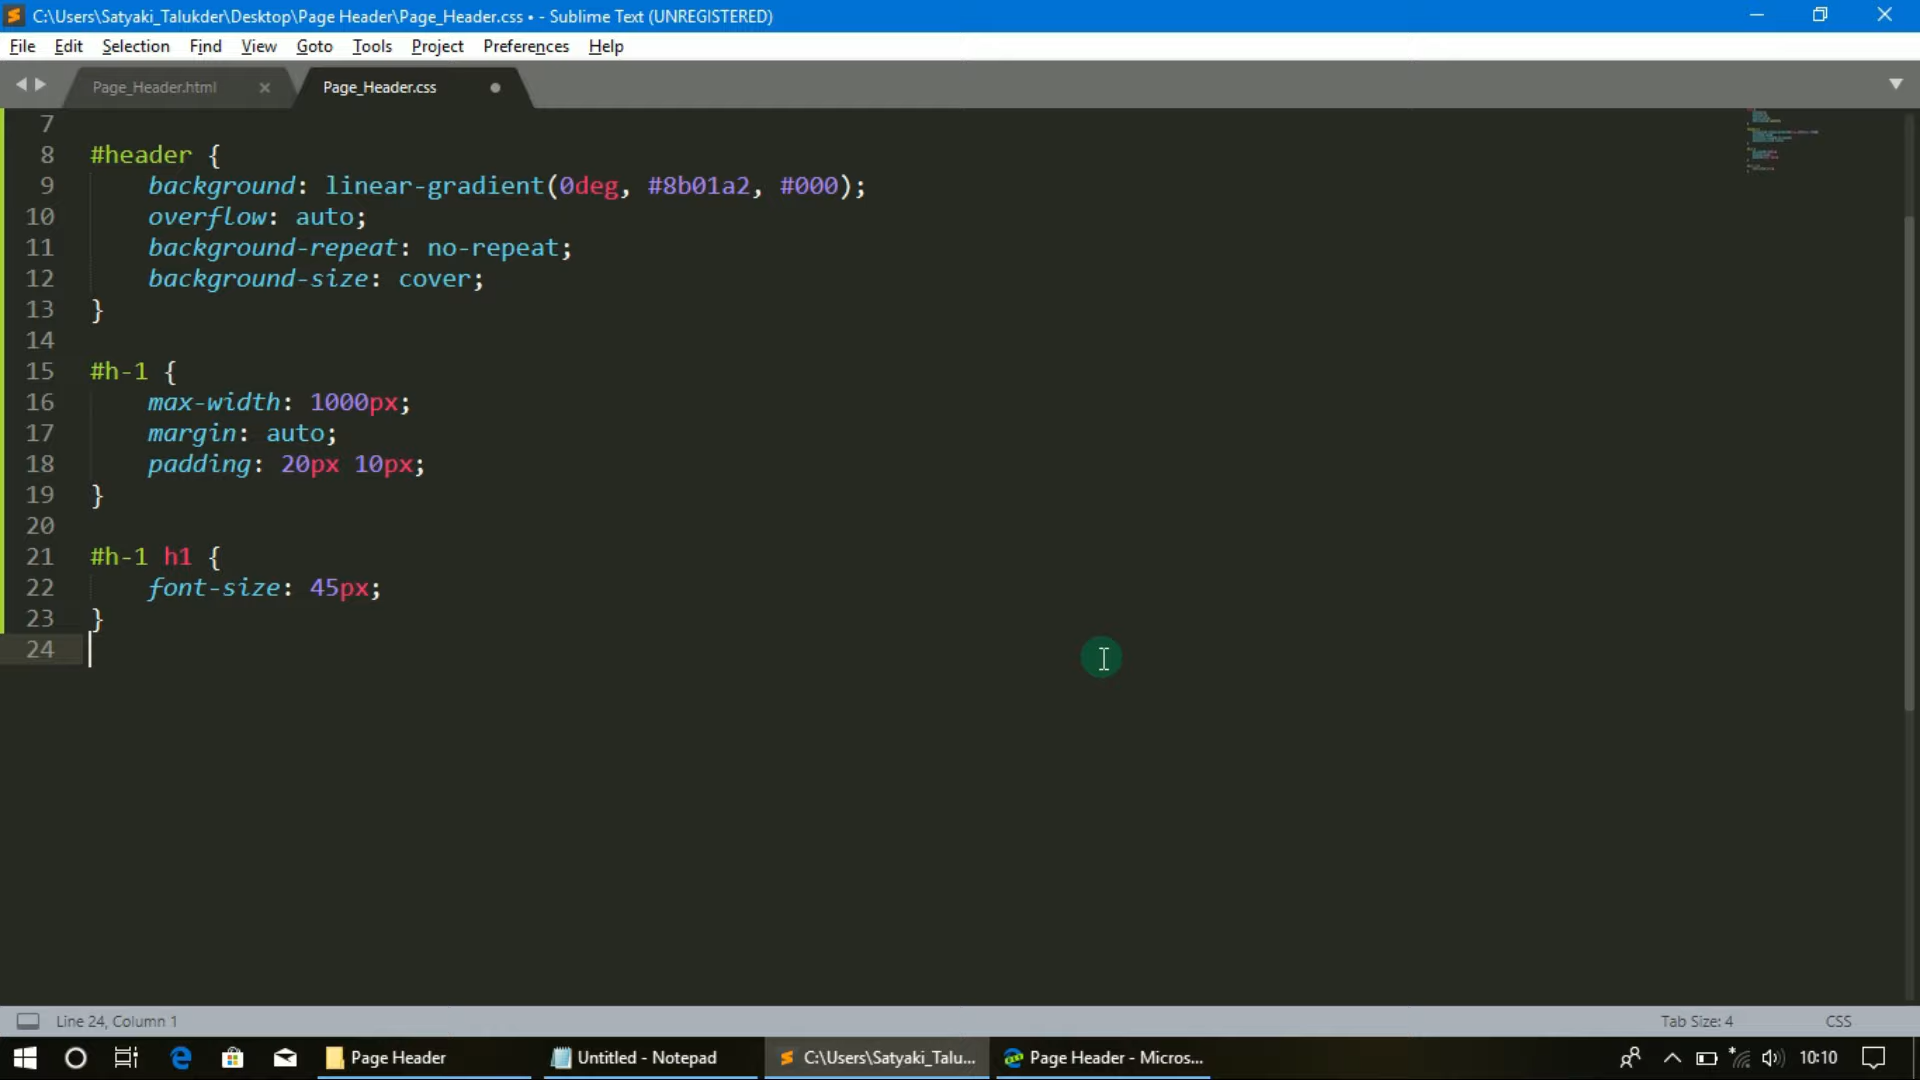 C:\Users\Satyaki_Talukder\Desktop\Page Header\Page_Header.css • - Sublime Text (UNREGISTERED)
File Edit Selection Find View Goto Tools Project Preferences Help
Page_Header.html Page_Header.css
7
8 #header {
9 background: linear-gradient(0deg, #8b01a2, #000);
10 overflow: auto;
11 background-repeat: no-repeat;
12 background-size: cover;
13 }
14
15 #h-1 {
16 max-width: 1000px;
17 margin: auto;
18 padding: 20px 10px;
19 }
20
21 #h-1 h1 {
22 font-size: 45px;
23 }
24
Line 24, Column 1 Tab Size: 4 CSS
Page Header Untitled - Notepad C:\Users\Satyaki_Talu... Page Header - Micros... 10:10